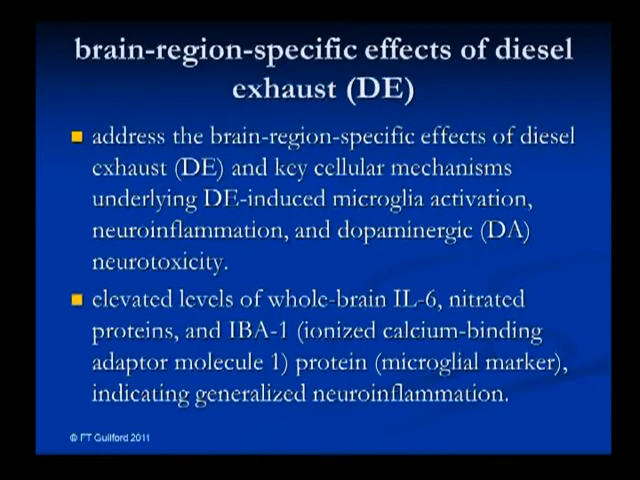 brain-region-specific effects of diesel
exhaust (DE)
address the brain-region-specific effects of diesel
exhaust (DE) and key cellular mechanisms
underlying DE-induced microglia activation,
neuroinflammation, and dopaminergic (DA)
neurotoxicity.
elevated levels of whole-brain IL-6, nitrated
proteins, and IBA-1 (ionized calcium-binding
adaptor molecule 1) protein (microglial marker),
indicating generalized neuroinflammation.
© FT Guilford 2011